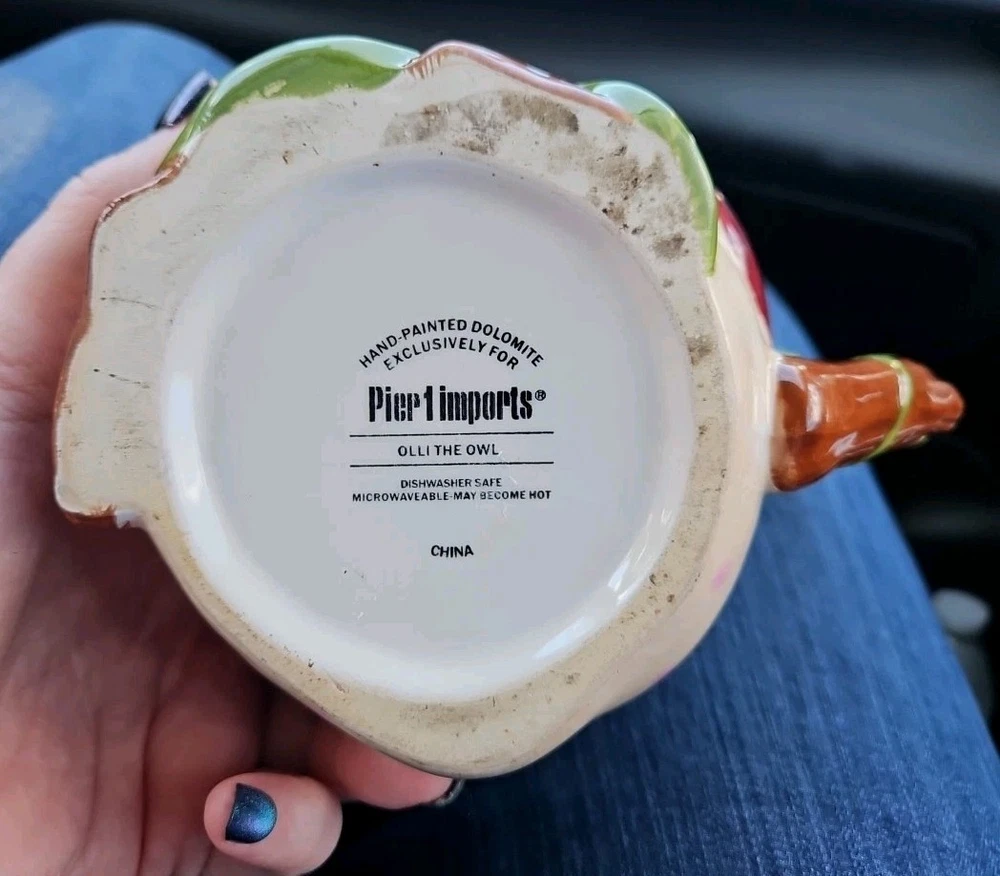 HAND-PAINTED DOLOMITE
EXCLUSIVELY FOR
Pier 1 imports®
OLLI THE OWL
DISHWASHER SAFE
MICROWAVEABLE-MAY BECOME HOT
CHINA